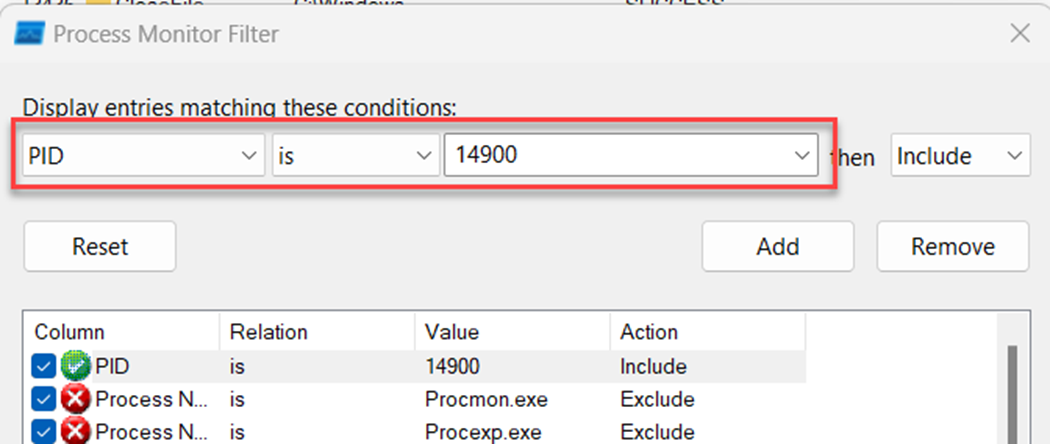 Process Monitor Filter
Display entries matching these conditions:
PID is 14900 then Include
Reset Add Remove
Column Relation Value Action
PID is 14900 Include
Process N... is Procmon.exe Exclude
Process N... is Procexp.exe Exclude